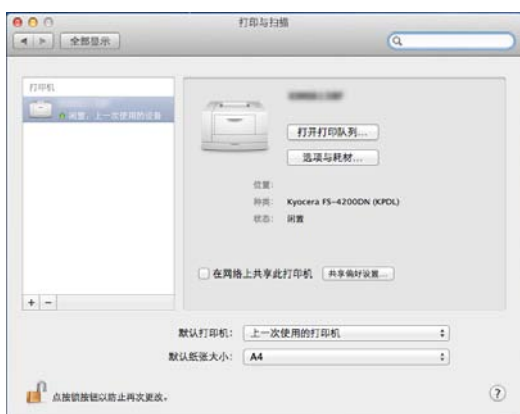 打印与扫描
全部显示
打印机
闲置，上一次使用的设备
打开打印队列...
选项与耗材...
位置:
种类: Kyocera FS-4200DN (KPDL)
状态: 闲置
在网络上共享此打印机 共享偏好设置...
+ −
默认打印机: 上一次使用的打印机
默认纸张大小: A4
点按锁按钮以防止再次更改。
?